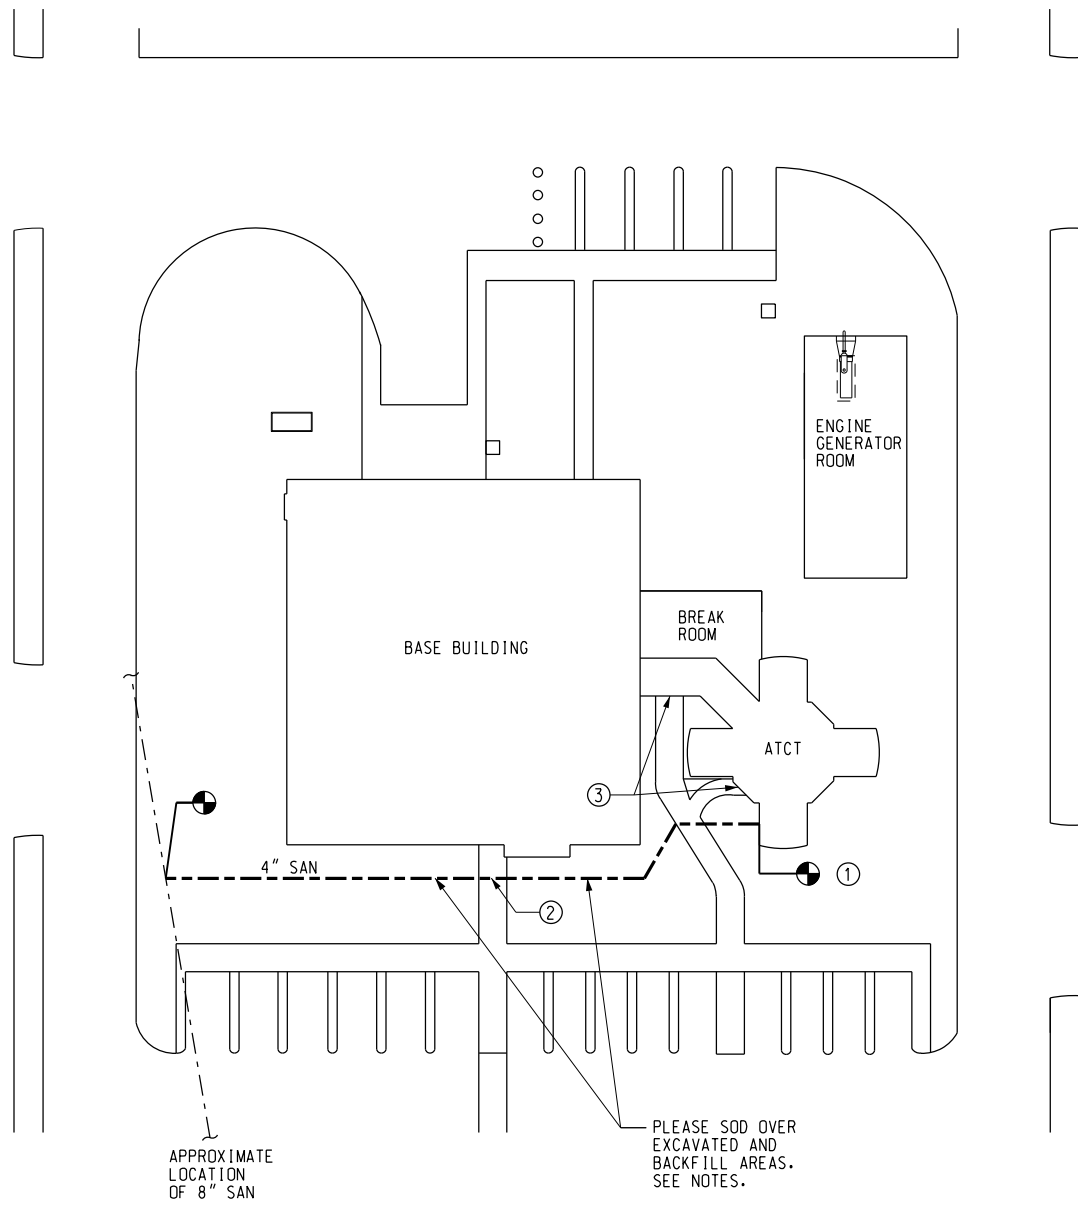 ENGINE
GENERATOR
ROOM
BREAK
ROOM
BASE BUILDING
ATCT
3
4" SAN
1
2
PLEASE SOD OVER
EXCAVATED AND
BACKFILL AREAS.
SEE NOTES.
APPROXIMATE
LOCATION
OF 8" SAN